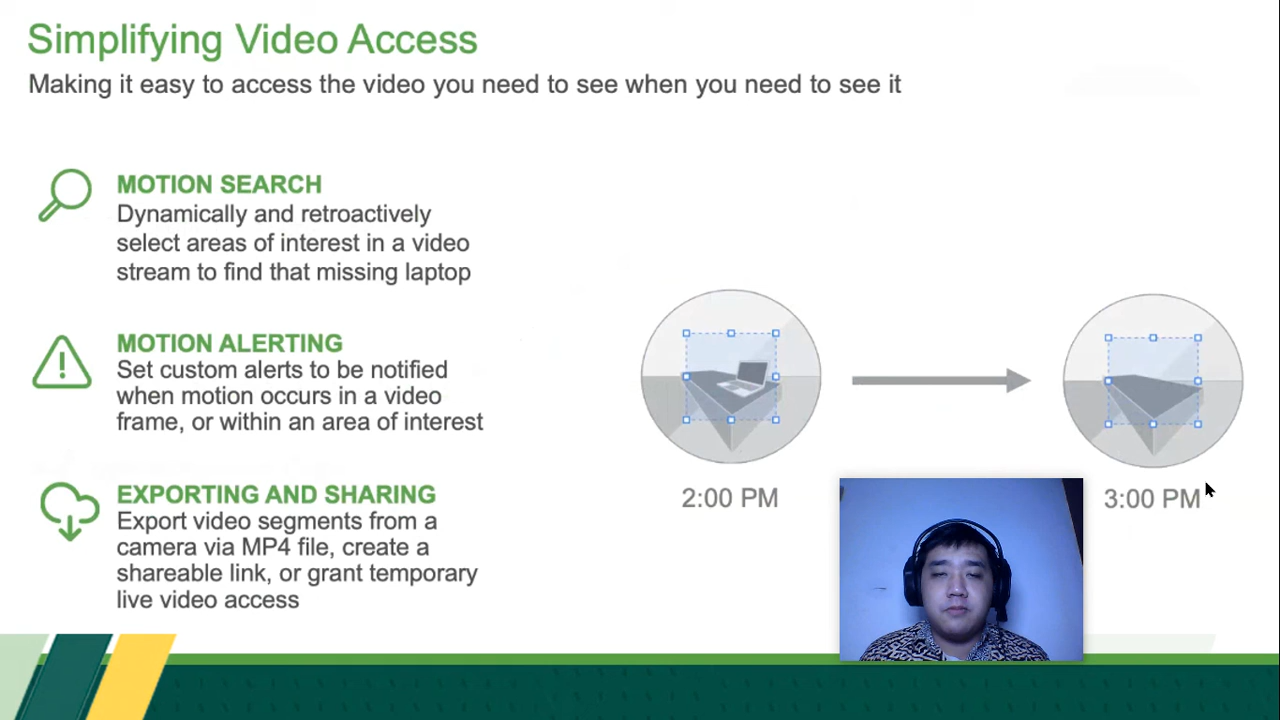 Simplifying Video Access
Making it easy to access the video you need to see when you need to see it
MOTION SEARCH
Dynamically and retroactively
select areas of interest in a video
stream to find that missing laptop
MOTION ALERTING
Set custom alerts to be notified
when motion occurs in a video
frame, or within an area of interest
EXPORTING AND SHARING
Export video segments from a
camera via MP4 file, create a
shareable link, or grant temporary
live video access
2:00 PM
3:00 PM